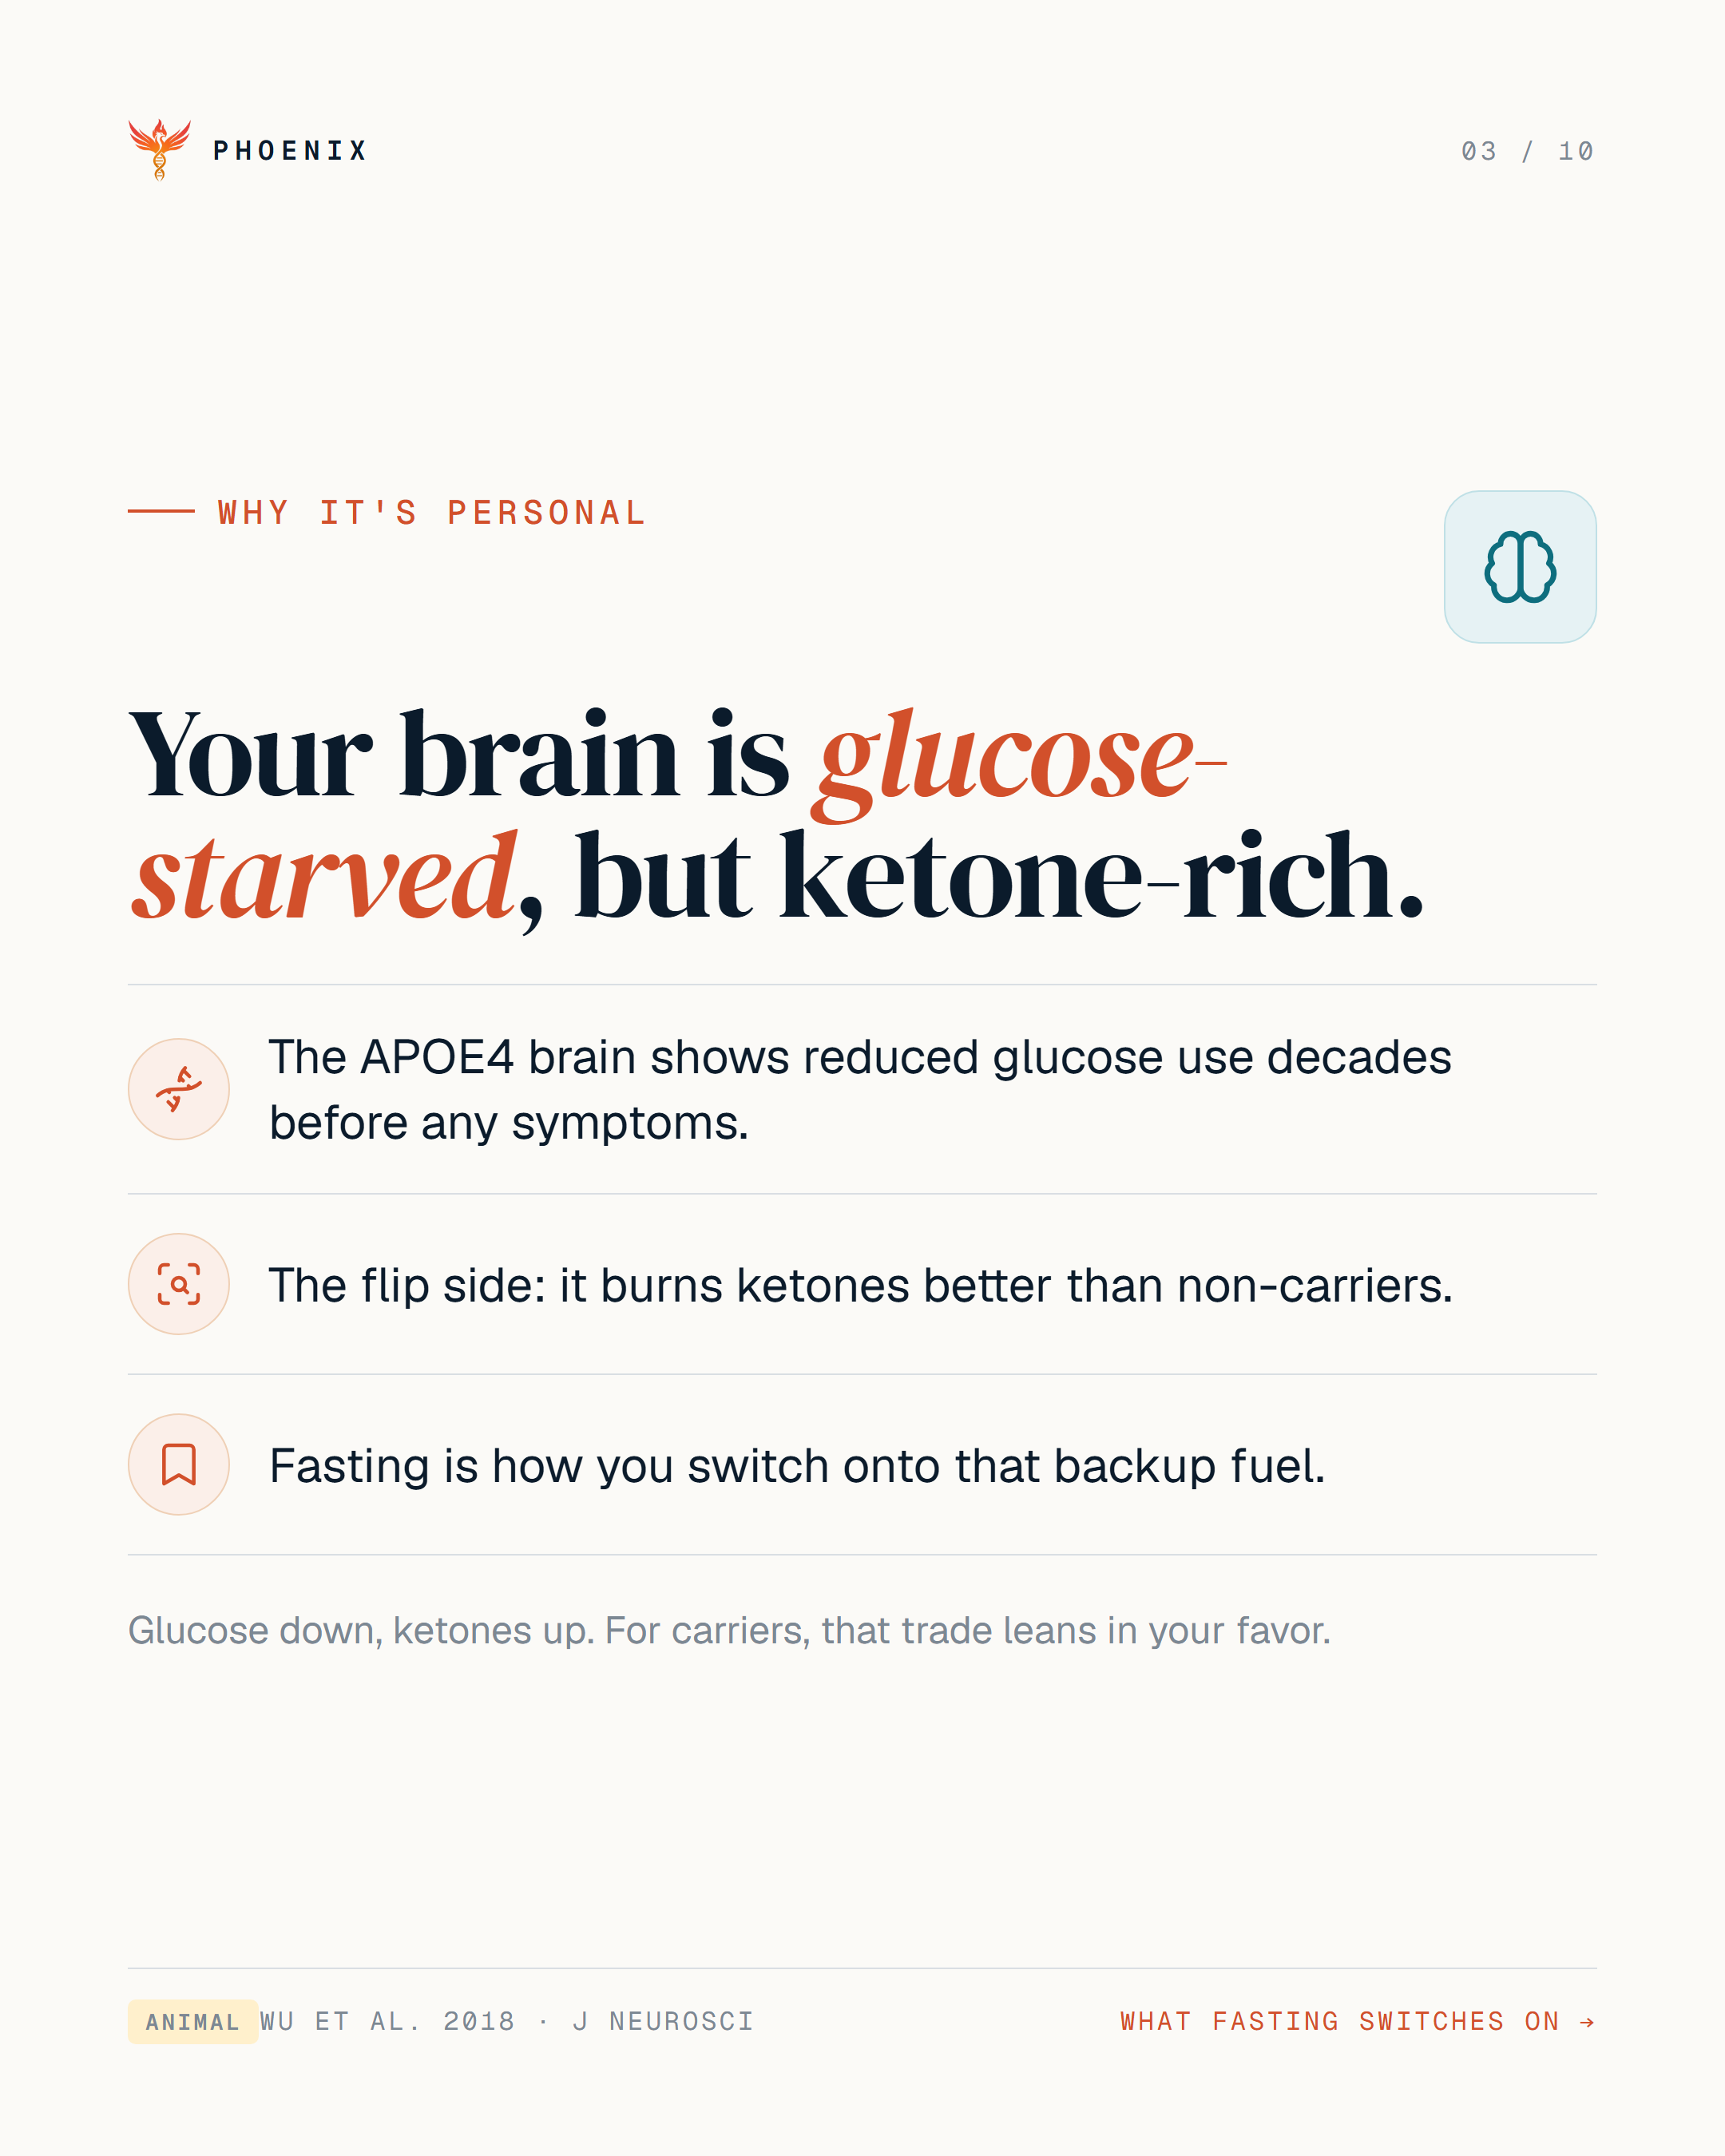 PHOENIX
03 / 10
WHY IT'S PERSONAL
Your brain is glucose-
starved, but ketone-rich.
The APOE4 brain shows reduced glucose use decades
before any symptoms.
The flip side: it burns ketones better than non-carriers.
Fasting is how you switch onto that backup fuel.
Glucose down, ketones up. For carriers, that trade leans in your favor.
ANIMAL WU ET AL. 2018 · J NEUROSCI
WHAT FASTING SWITCHES ON →